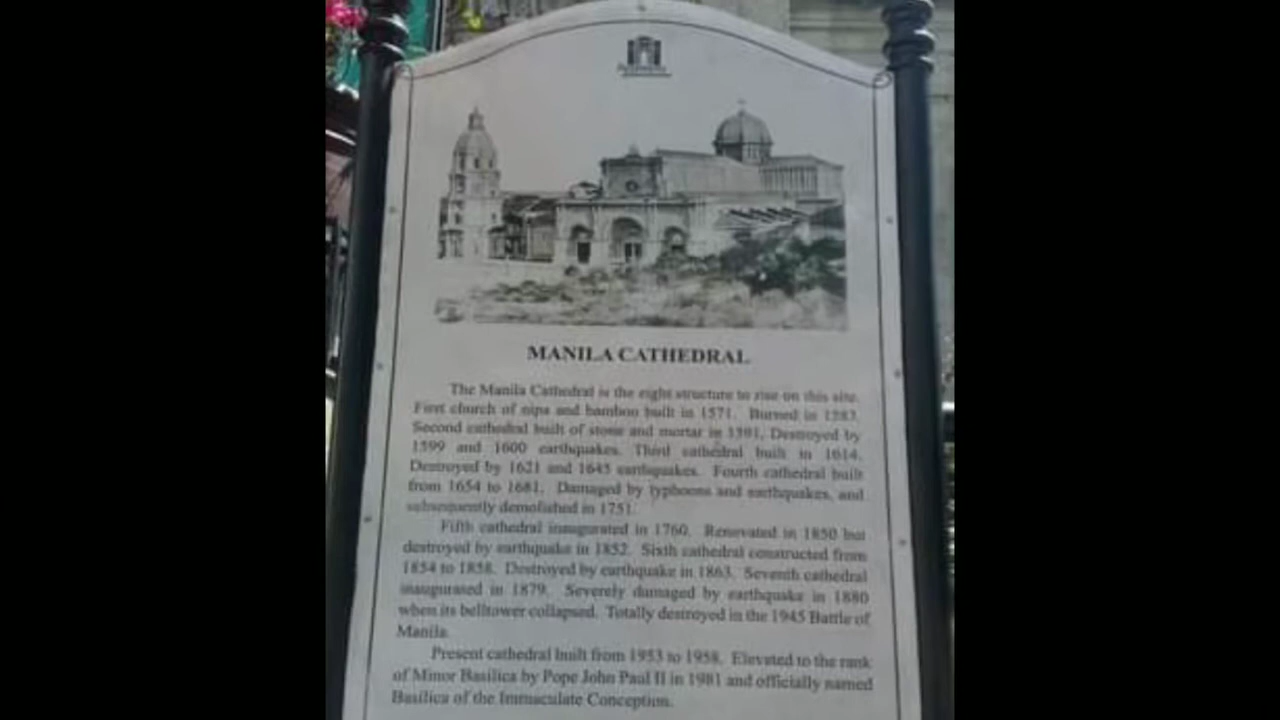 MANILA CATHEDRAL
The Manila Cathedral is the eight structure to rise on this site.
First church of nipa and bamboo built in 1571. Burned in 1583.
Second cathedral built of stone and mortar in 1591. Destroyed by
1599 and 1600 earthquakes. Third cathedral built in 1614.
Destroyed by 1621 and 1645 earthquakes. Fourth cathedral built
from 1654 to 1681. Damaged by typhoons and earthquakes, and
subsequently demolished in 1751.
Fifth cathedral inaugurated in 1760. Renovated in 1850 but
destroyed by earthquake in 1852. Sixth cathedral constructed from
1854 to 1858. Destroyed by earthquake in 1863. Seventh cathedral
inaugurated in 1879. Severely damaged by earthquake in 1880
when its belltower collapsed. Totally destroyed in the 1945 Battle of
Manila.
Present cathedral built from 1953 to 1958. Elevated to the rank
of Minor Basilica by Pope John Paul II in 1981 and officially named
Basilica of the Immaculate Conception.